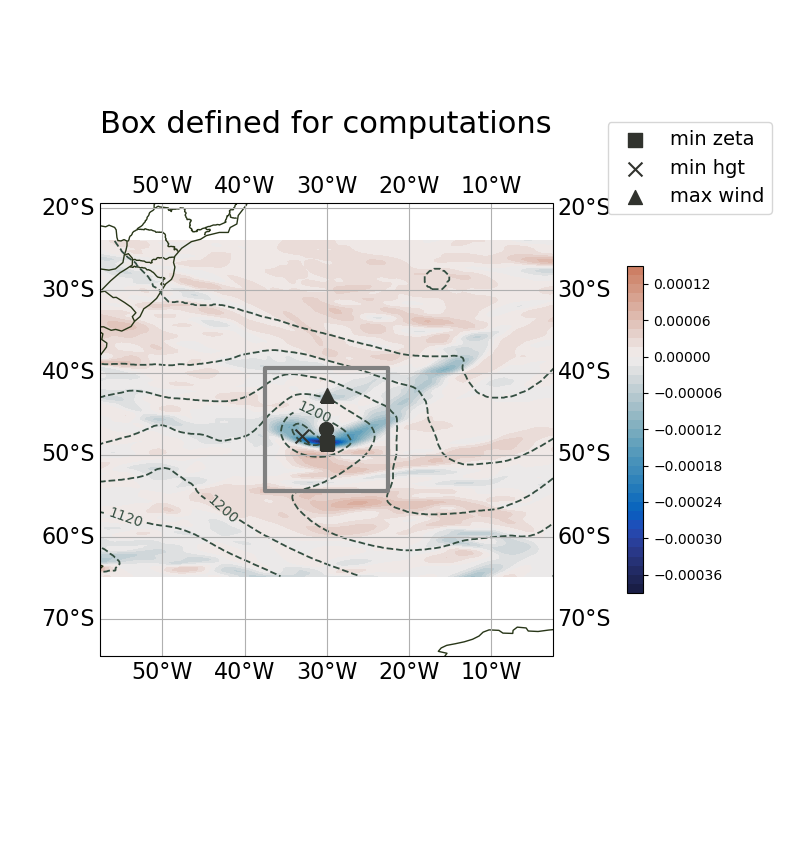 Box defined for computations
min zeta
min hgt
max wind
50°W 40°W 30°W 20°W 10°W
20°S 20°S
30°S 30°S
40°S 40°S
50°S 50°S
60°S 60°S
70°S 70°S
1200
1200
1120
50°W 40°W 30°W 20°W 10°W
0.00012
0.00006
0.00000
−0.00006
−0.00012
−0.00018
−0.00024
−0.00030
−0.00036